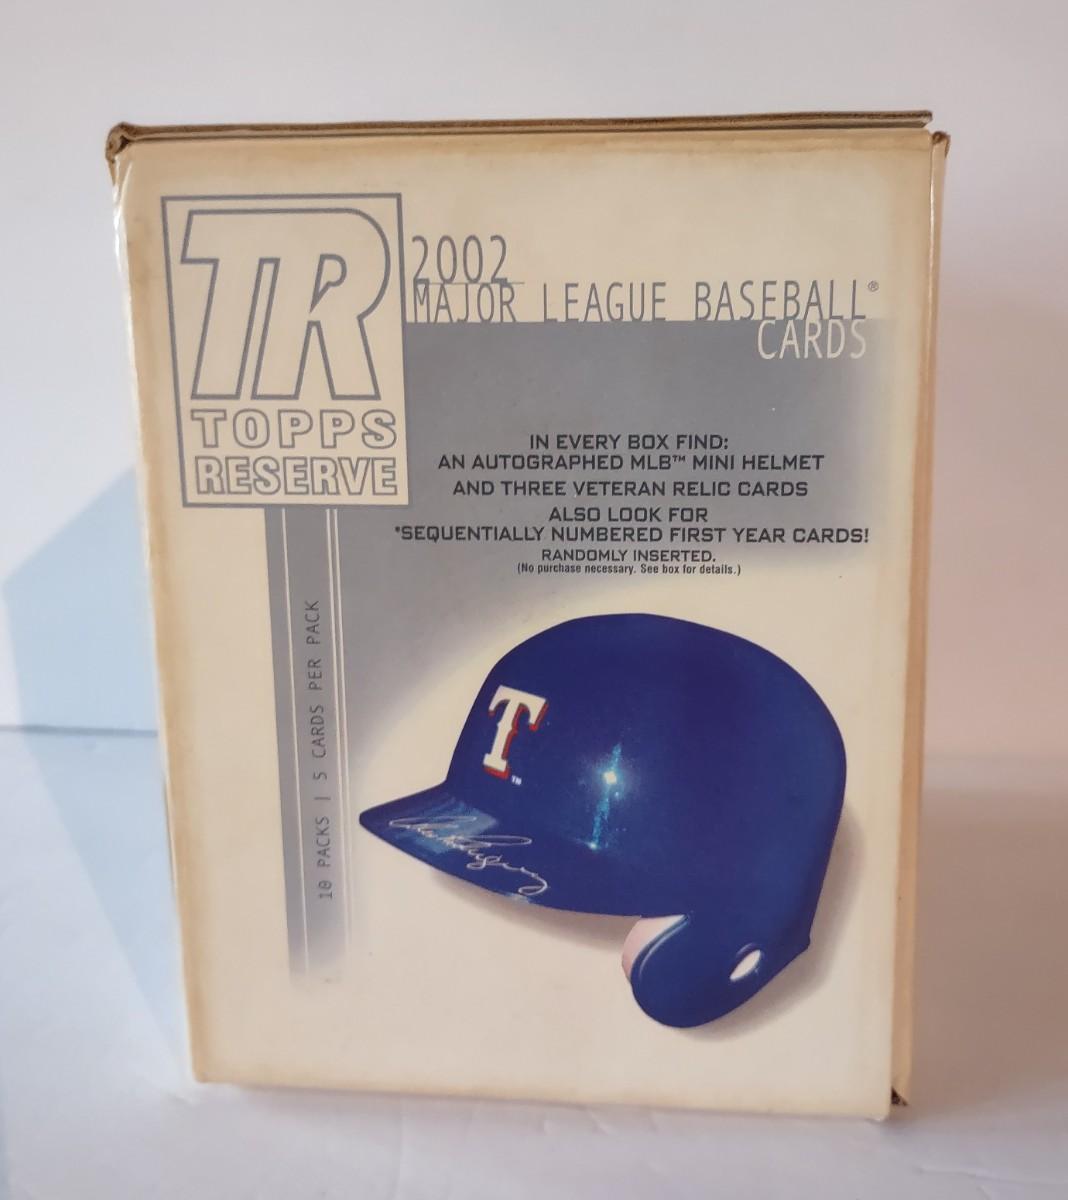 TR
TOPPS
RESERVE
2002
MAJOR LEAGUE BASEBALL®
CARDS
IN EVERY BOX FIND:
AN AUTOGRAPHED MLB™ MINI HELMET
AND THREE VETERAN RELIC CARDS
ALSO LOOK FOR
*SEQUENTIALLY NUMBERED FIRST YEAR CARDS!
RANDOMLY INSERTED.
(No purchase necessary. See box for details.)
10 PACKS | 5 CARDS PER PACK
T™